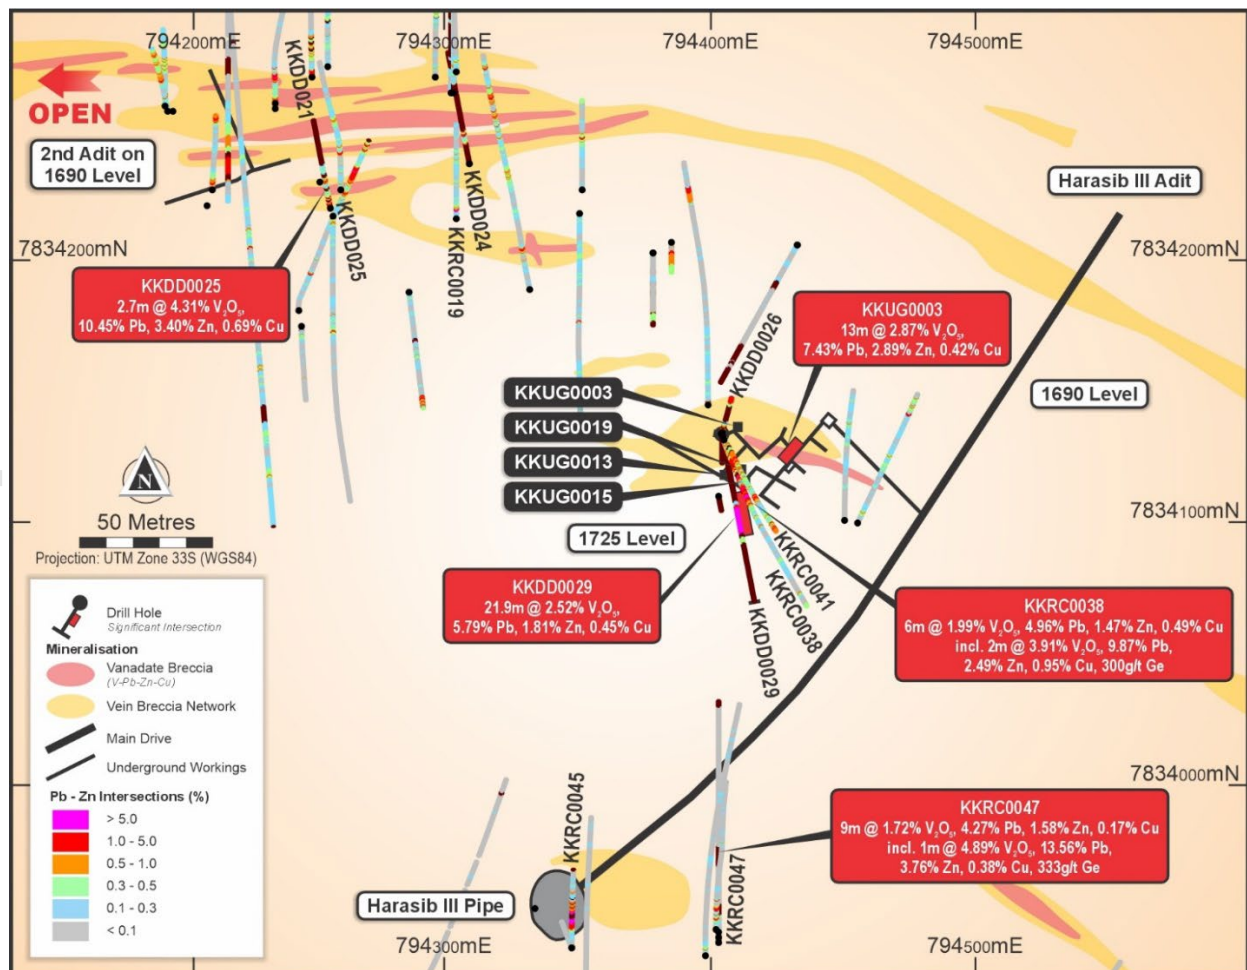 794200mE
794300mE
794400mE
794500mE
KKDD021
OPEN
2nd Adit on
1690 Level
Harasib III Adit
KKDD024
KKDD025
KKRC0019
7834200mN
7834200mN
KKDD0025
2.7m @ 4.31% V₂O₅,
10.45% Pb, 3.40% Zn, 0.69% Cu
KKUG0003
13m @ 2.87% V₂O₅,
7.43% Pb, 2.89% Zn, 0.42% Cu
KKDD0026
KKUG0003
KKUG0019
KKUG0013
KKUG0015
1690 Level
N
50 Metres
Projection: UTM Zone 33S (WGS84)
1725 Level
7834100mN
KKDD0029
21.9m @ 2.52% V₂O₅,
5.79% Pb, 1.81% Zn, 0.45% Cu
KKRC0041
KKRC0038
KKDD0029
KKRC0038
6m @ 1.99% V₂O₅, 4.96% Pb, 1.47% Zn, 0.49% Cu
incl. 2m @ 3.91% V₂O₅, 9.87% Pb,
2.49% Zn, 0.95% Cu, 300g/t Ge
Drill Hole
Significant Intersection
Mineralisation
Vanadate Breccia
(V-Pb-Zn-Cu)
Vein Breccia Network
Main Drive
Underground Workings
Pb - Zn Intersections (%)
> 5.0
1.0 - 5.0
0.5 - 1.0
0.3 - 0.5
0.1 - 0.3
< 0.1
7834000mN
KKRC0045
KKRC0047
9m @ 1.72% V₂O₅, 4.27% Pb, 1.58% Zn, 0.17% Cu
incl. 1m @ 4.89% V₂O₅, 13.56% Pb,
3.76% Zn, 0.38% Cu, 333g/t Ge
KKRC0047
Harasib III Pipe
794300mE
794400mE
794500mE